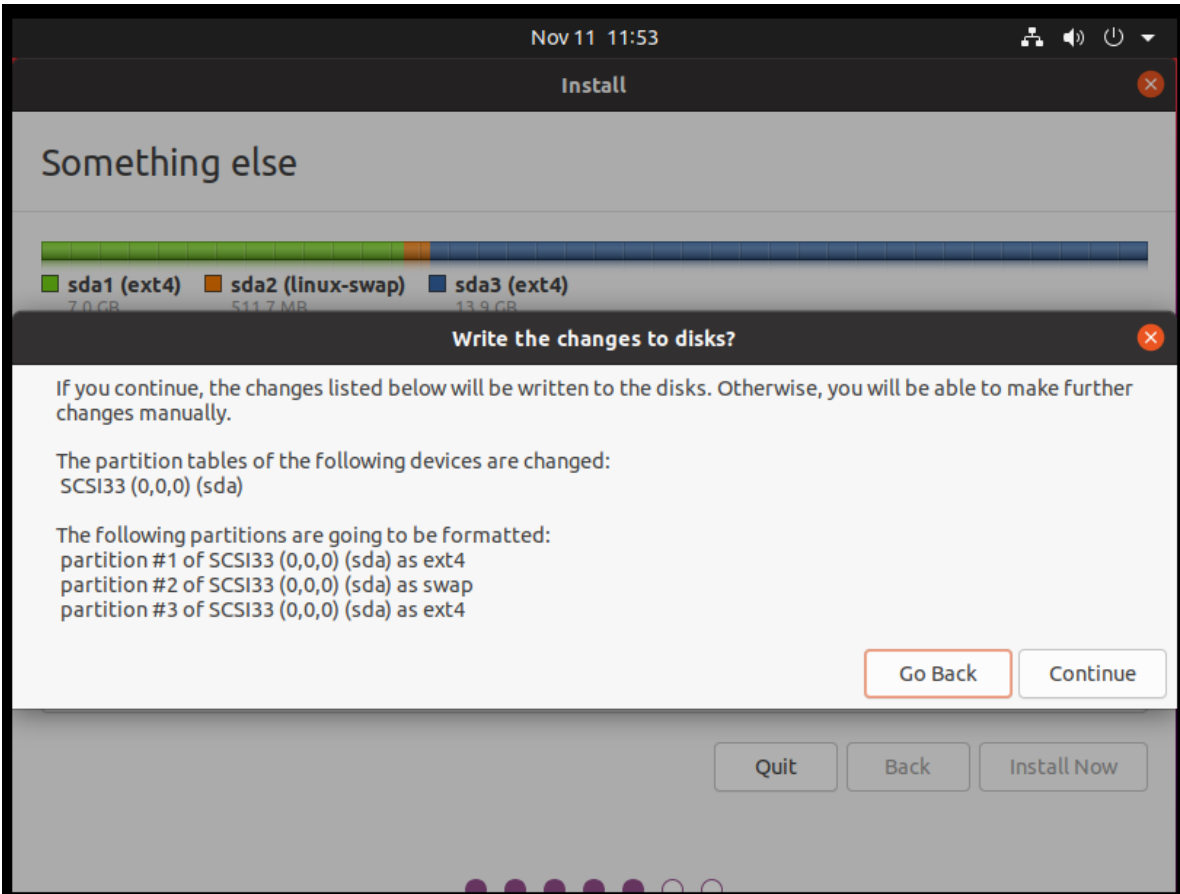 Nov 11 11:53
Install
Something else
sda1 (ext4) sda2 (linux-swap) sda3 (ext4)
7.0 GB 511.7 MB 13.9 GB
Write the changes to disks?
If you continue, the changes listed below will be written to the disks. Otherwise, you will be able to make further
changes manually.
The partition tables of the following devices are changed:
SCSI33 (0,0,0) (sda)
The following partitions are going to be formatted:
partition #1 of SCSI33 (0,0,0) (sda) as ext4
partition #2 of SCSI33 (0,0,0) (sda) as swap
partition #3 of SCSI33 (0,0,0) (sda) as ext4
Go Back Continue
Quit Back Install Now